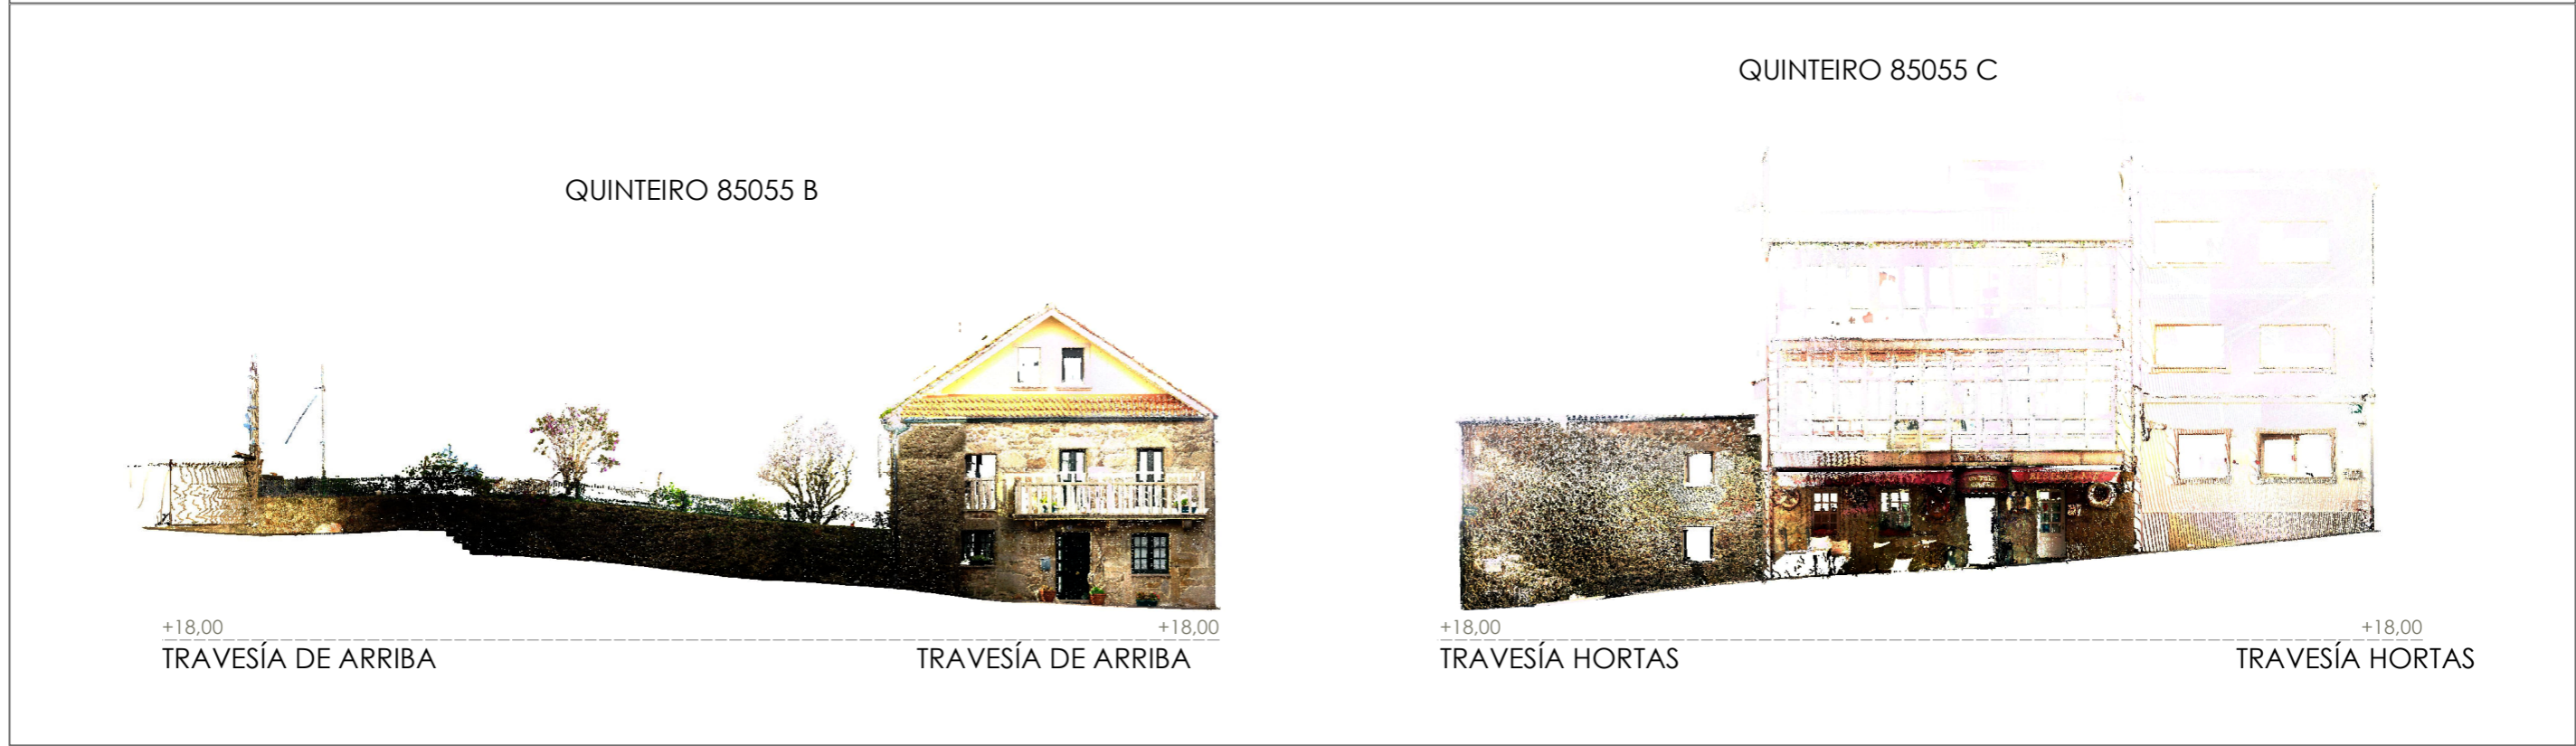 QUINTEIRO 85055 C
QUINTEIRO 85055 B
+18,00
+18,00
+18,00
+18,00
TRAVESÍA DE ARRIBA
TRAVESÍA DE ARRIBA
TRAVESÍA HORTAS
TRAVESÍA HORTAS